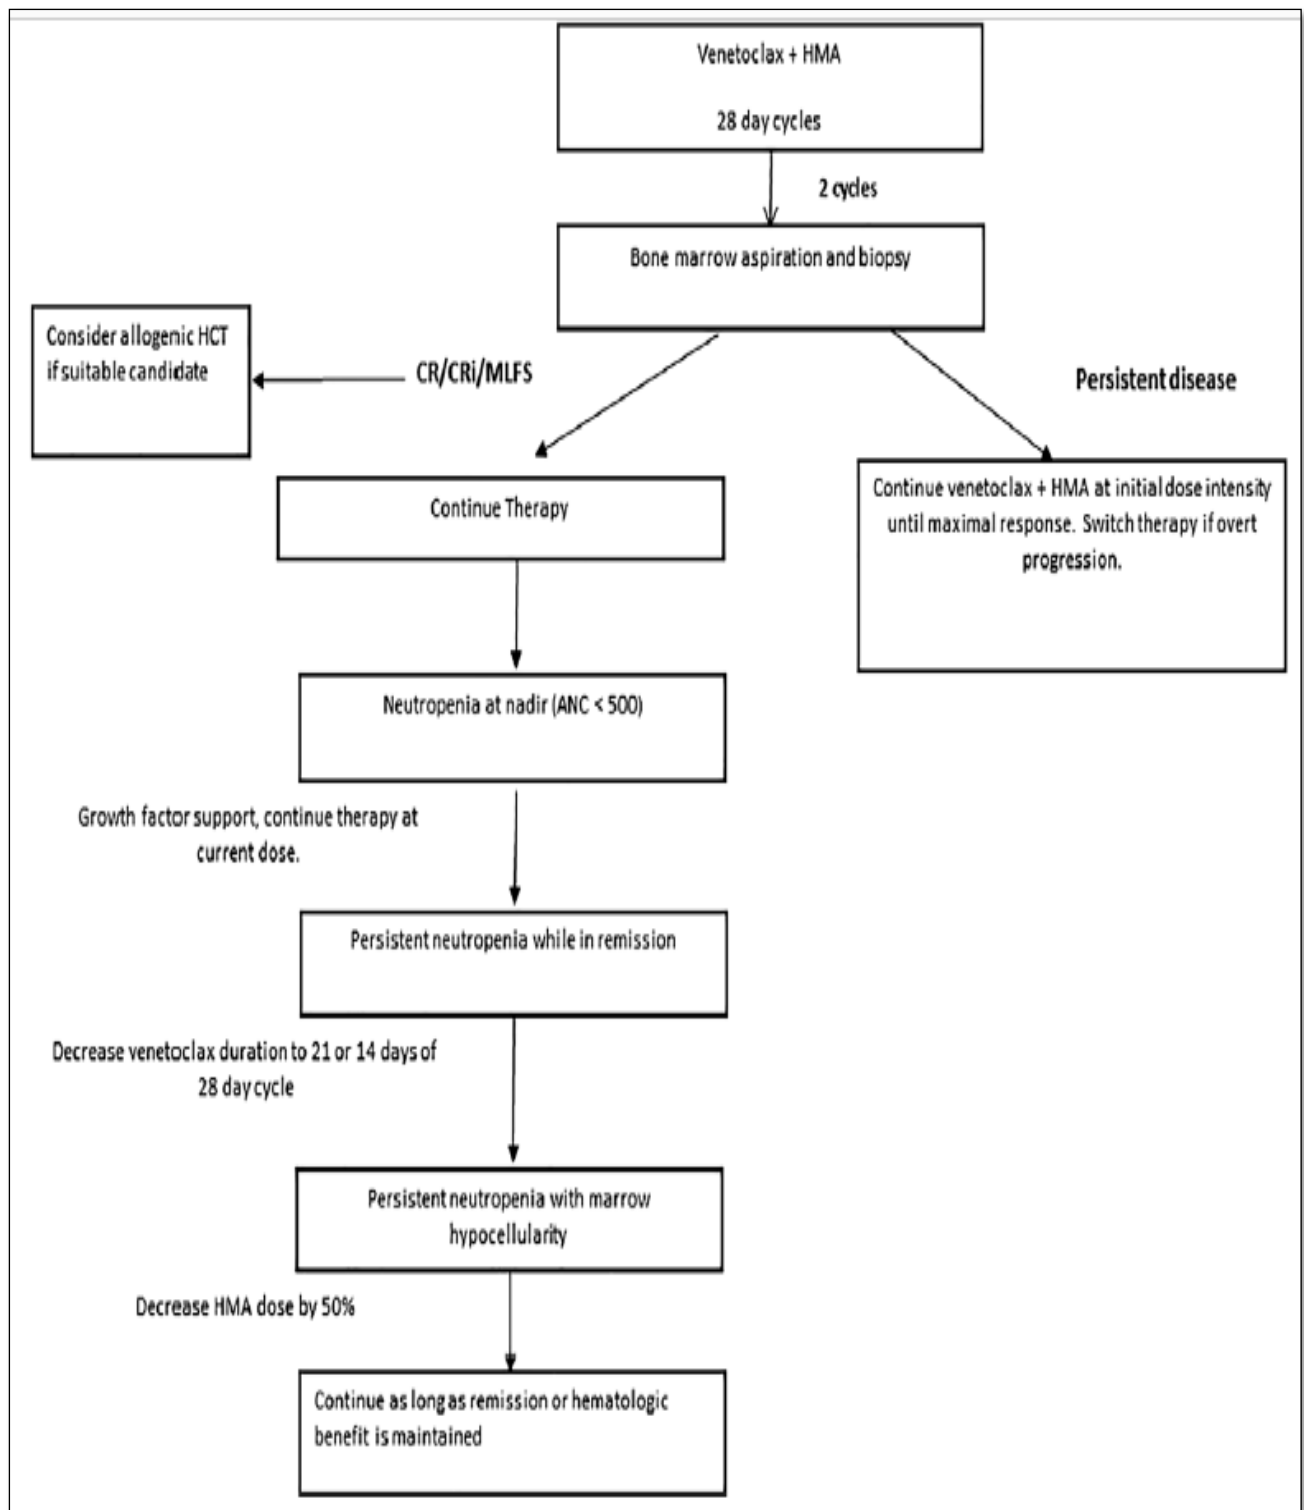 Venetoclax + HMA
28 day cycles
2 cycles
Bone marrow aspiration and biopsy
Consider allogenic HCT
if suitable candidate
CR/CRi/MLFS
Persistent disease
Continue Therapy
Continue venetoclax + HMA at initial dose intensity
until maximal response. Switch therapy if overt
progression.
Neutropenia at nadir (ANC < 500)
Growth factor support, continue therapy at
current dose.
Persistent neutropenia while in remission
Decrease venetoclax duration to 21 or 14 days of
28 day cycle
Persistent neutropenia with marrow
hypocellularity
Decrease HMA dose by 50%
Continue as long as remission or hematologic
benefit is maintained